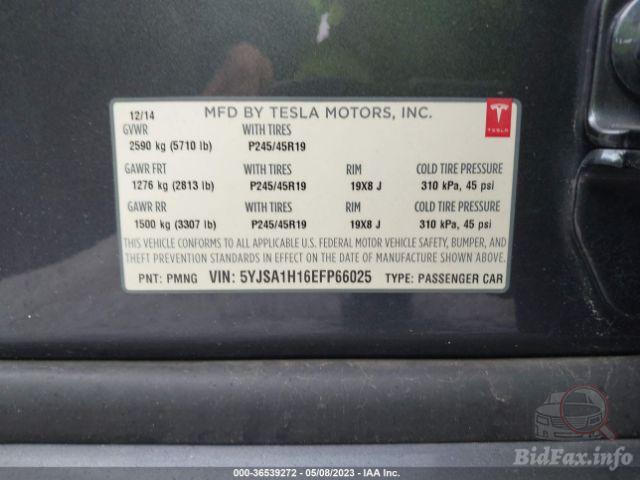 12/14 MFD BY TESLA MOTORS, INC.
GVWR WITH TIRES
2590 kg (5710 lb) P245/45R19
TESLA
GAWR FRT WITH TIRES RIM COLD TIRE PRESSURE
1276 kg (2813 lb) P245/45R19 19X8 J 310 kPa, 45 psi
GAWR RR WITH TIRES RIM COLD TIRE PRESSURE
1500 kg (3307 lb) P245/45R19 19X8 J 310 kPa, 45 psi
THIS VEHICLE CONFORMS TO ALL APPLICABLE U.S. FEDERAL MOTOR VEHICLE SAFETY, BUMPER, AND
THEFT PREVENTION STANDARDS IN EFFECT ON THE DATE OF MANUFACTURE SHOWN ABOVE.
PNT: PMNG VIN: 5YJSA1H16EFP66025 TYPE: PASSENGER CAR
BidFax.info
000-36539272 - 05/08/2023 - IAA Inc.